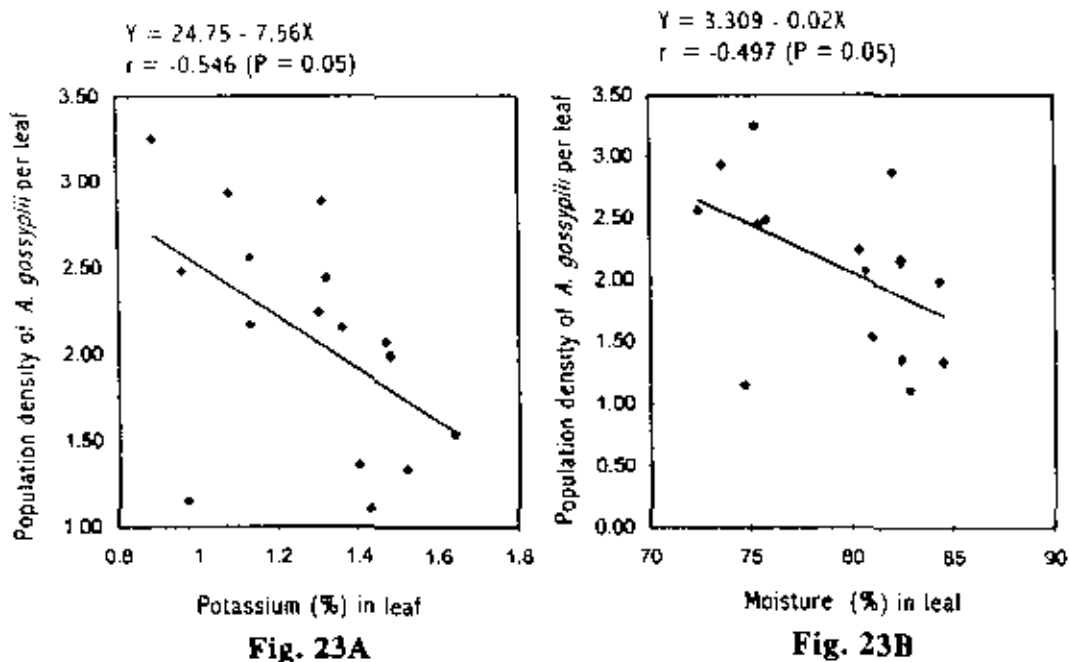 Y = 24.75 - 7.56X
r = -0.546 (P = 0.05)
Population density of A. gossypiii per leaf
3.50
3.00
2.50
2.00
1.50
1.00
0.8
1
1.2
1.4
1.6
1.8
Potassium (%) in leaf
Fig. 23A
Y = 3.309 - 0.02X
r = -0.497 (P = 0.05)
Population density of A. gossypiii per leaf
3.50
3.00
2.50
2.00
1.50
1.00
0.50
0.00
70
75
80
85
90
Moisture (%) in leaf
Fig. 23B